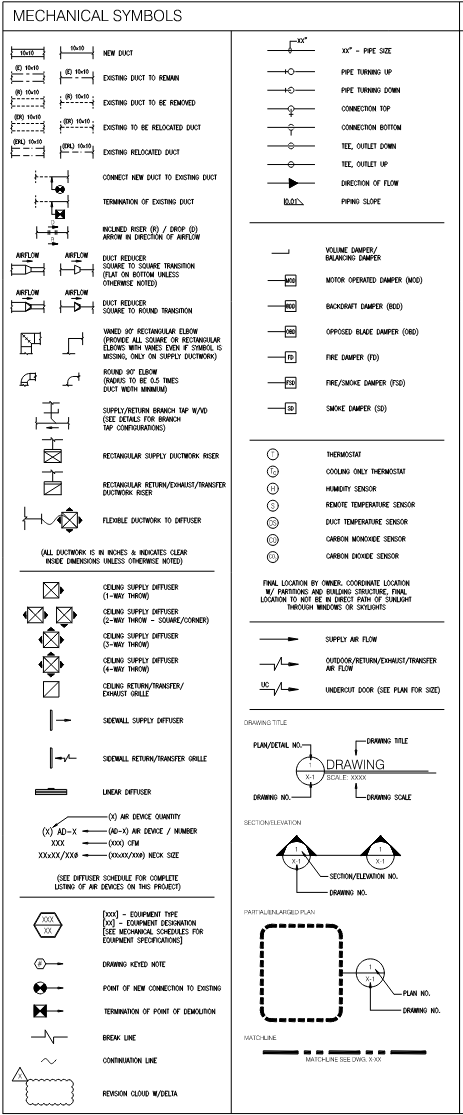 MECHANICAL SYMBOLS
10x10 10x10 NEW DUCT
(E) 10x10 (E) 10x10 EXISTING DUCT TO REMAIN
(R) 10x10 (R) 10x10 EXISTING DUCT TO BE REMOVED
(ER) 10x10 (ER) 10x10 EXISTING TO BE RELOCATED DUCT
(ERL) 10x10 (ERL) 10x10 EXISTING RELOCATED DUCT
CONNECT NEW DUCT TO EXISTING DUCT
TERMINATION OF EXISTING DUCT
D
R
INCLINED RISER (R) / DROP (D)
ARROW IN DIRECTION OF AIRFLOW
AIRFLOW AIRFLOW
DUCT REDUCER
SQUARE TO SQUARE TRANSITION
(FLAT ON BOTTOM UNLESS
OTHERWISE NOTED)
AIRFLOW AIRFLOW
DUCT REDUCER
SQUARE TO ROUND TRANSITION
VANED 90° RECTANGULAR ELBOW
(PROVIDE ALL SQUARE OR RECTANGULAR
ELBOWS WITH VANES EVEN IF SYMBOL IS
MISSING, ONLY ON SUPPLY DUCTWORK)
ROUND 90° ELBOW
(RADIUS TO BE 0.5 TIMES
DUCT WIDTH MINIMUM)
SUPPLY/RETURN BRANCH TAP W/VD
(SEE DETAILS FOR BRANCH
TAP CONFIGURATIONS)
RECTANGULAR SUPPLY DUCTWORK RISER
RECTANGULAR RETURN/EXHAUST/TRANSFER
DUCTWORK RISER
FLEXIBLE DUCTWORK TO DIFFUSER
(ALL DUCTWORK IS IN INCHES & INDICATES CLEAR
INSIDE DIMENSIONS UNLESS OTHERWISE NOTED)
CEILING SUPPLY DIFFUSER
(1-WAY THROW)
CEILING SUPPLY DIFFUSER
(2-WAY THROW - SQUARE/CORNER)
CEILING SUPPLY DIFFUSER
(3-WAY THROW)
CEILING SUPPLY DIFFUSER
(4-WAY THROW)
CEILING RETURN/TRANSFER/
EXHAUST GRILLE
SIDEWALL SUPPLY DIFFUSER
SIDEWALL RETURN/TRANSFER GRILLE
LINEAR DIFFUSER
(X) AIR DEVICE QUANTITY
(X) AD-X (AD-X) AIR DEVICE / NUMBER
XXX (XXX) CFM
XXxXX/XXØ (XXxXX/XXØ) NECK SIZE
(SEE DIFFUSER SCHEDULE FOR COMPLETE
LISTING OF AIR DEVICES ON THIS PROJECT)
XXX
XX
[XXX] - EQUIPMENT TYPE
[XX] - EQUIPMENT DESIGNATION
[SEE MECHANICAL SCHEDULES FOR
EQUIPMENT SPECIFICATIONS]
# DRAWING KEYED NOTE
POINT OF NEW CONNECTION TO EXISTING
TERMINATION OF POINT OF DEMOLITION
BREAK LINE
CONTINUATION LINE
X
REVISION CLOUD W/DELTA
XX" XX" - PIPE SIZE
PIPE TURNING UP
PIPE TURNING DOWN
CONNECTION TOP
CONNECTION BOTTOM
TEE, OUTLET DOWN
TEE, OUTLET UP
DIRECTION OF FLOW
0.01 PIPING SLOPE
VOLUME DAMPER/
BALANCING DAMPER
MOD MOTOR OPERATED DAMPER (MOD)
BDD BACKDRAFT DAMPER (BDD)
OBD OPPOSED BLADE DAMPER (OBD)
FD FIRE DAMPER (FD)
FSD FIRE/SMOKE DAMPER (FSD)
SD SMOKE DAMPER (SD)
T THERMOSTAT
Tc COOLING ONLY THERMOSTAT
H HUMIDITY SENSOR
S REMOTE TEMPERATURE SENSOR
DS DUCT TEMPERATURE SENSOR
CO CARBON MONOXIDE SENSOR
CO₂ CARBON DIOXIDE SENSOR
FINAL LOCATION BY OWNER. COORDINATE LOCATION
W/ PARTITIONS AND BUILDING STRUCTURE, FINAL
LOCATION TO NOT BE IN DIRECT PATH OF SUNLIGHT
THROUGH WINDOWS OR SKYLIGHTS
SUPPLY AIR FLOW
OUTDOOR/RETURN/EXHAUST/TRANSFER
AIR FLOW
UC UNDERCUT DOOR (SEE PLAN FOR SIZE)
DRAWING TITLE
PLAN/DETAIL NO. DRAWING TITLE
1 DRAWING
X-1 SCALE: XXXX
DRAWING NO. DRAWING SCALE
SECTION/ELEVATION
1 1
X-1 X-1
SECTION/ELEVATION NO.
DRAWING NO.
PARTIAL/ENLARGED PLAN
1
X-1
PLAN NO.
DRAWING NO.
MATCHLINE
MATCHLINE SEE DWG. X-XX